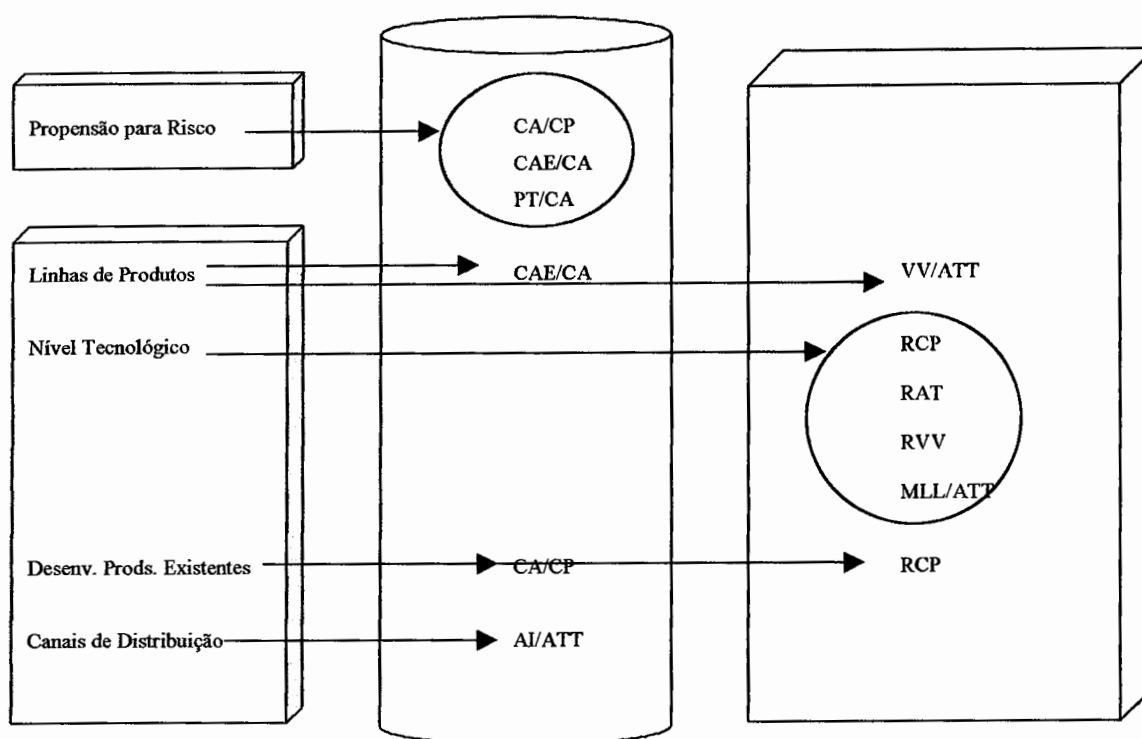 Propensão para Risco
CA/CP
CAE/CA
PT/CA
Linhas de Produtos
CAE/CA
VV/ATT
Nível Tecnológico
RCP
RAT
RVV
MLL/ATT
Desenv. Prods. Existentes
CA/CP
RCP
Canais de Distribuição
AI/ATT